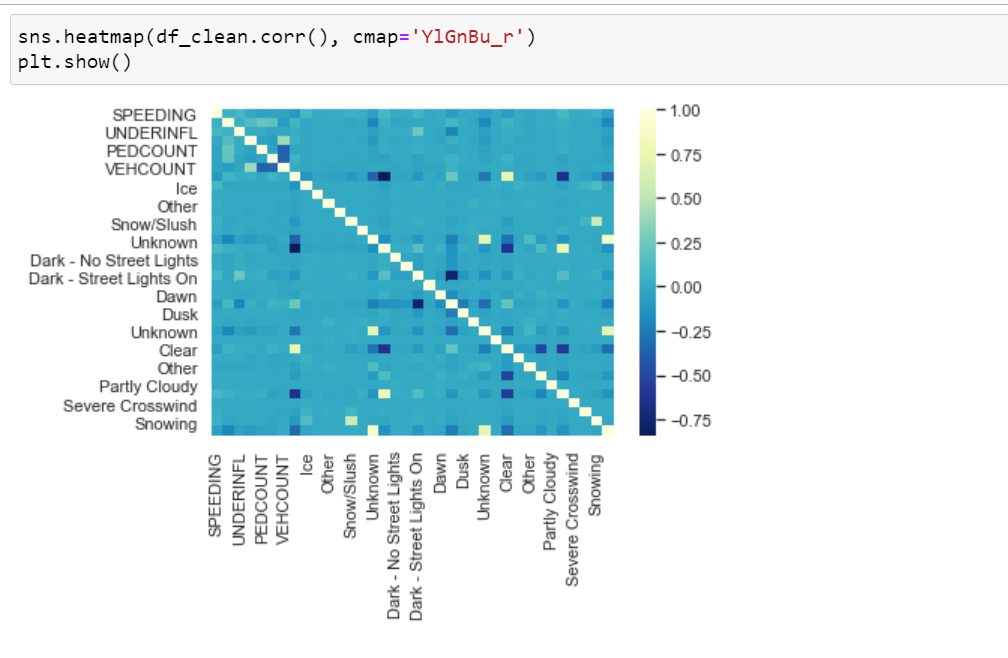 sns.heatmap(df_clean.corr(), cmap='YlGnBu_r')
plt.show()
SPEEDING
UNDERINFL
PEDCOUNT
VEHCOUNT
Ice
Other
Snow/Slush
Unknown
Dark - No Street Lights
Dark - Street Lights On
Dawn
Dusk
Unknown
Clear
Other
Partly Cloudy
Severe Crosswind
Snowing
1.00
0.75
0.50
0.25
0.00
−0.25
−0.50
−0.75
SPEEDING
UNDERINFL
PEDCOUNT
VEHCOUNT
Ice
Other
Snow/Slush
Unknown
Dark - No Street Lights
Dark - Street Lights On
Dawn
Dusk
Unknown
Clear
Other
Partly Cloudy
Severe Crosswind
Snowing